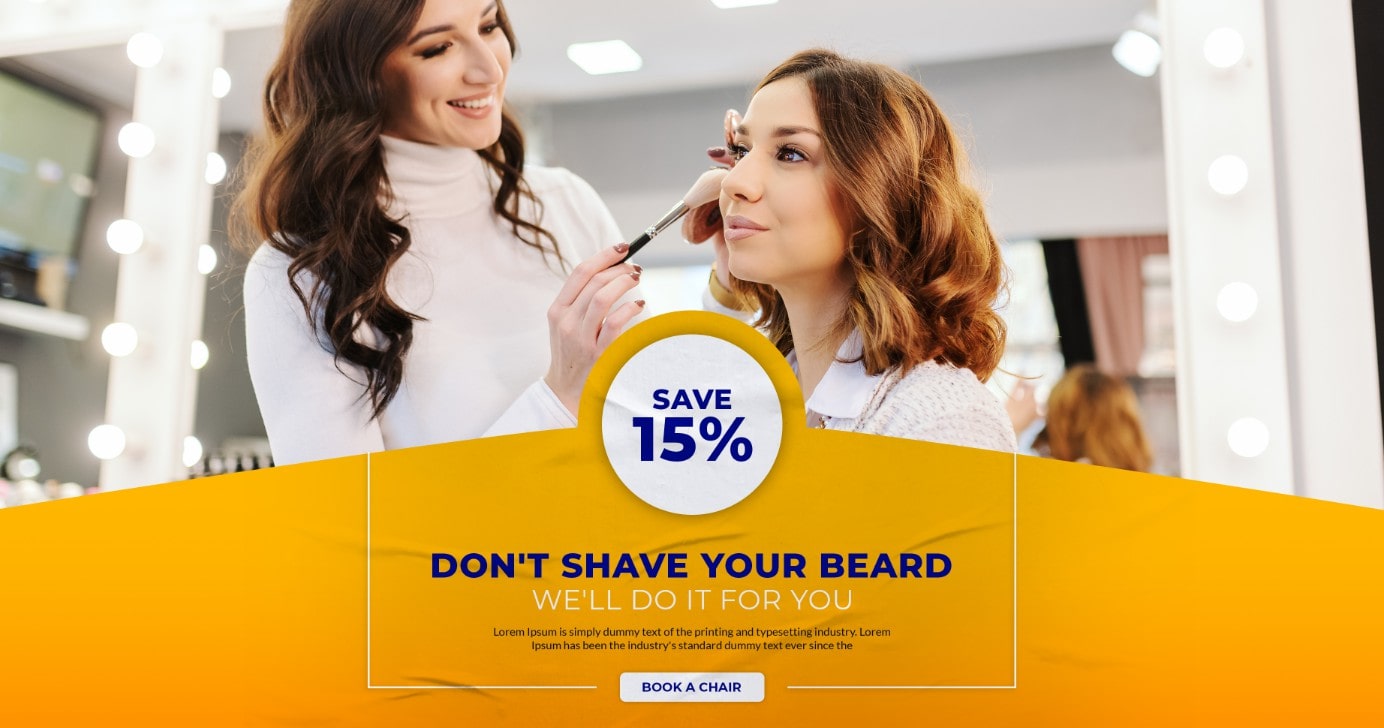 SAVE
15%
DON'T SHAVE YOUR BEARD
WE'LL DO IT FOR YOU
Lorem Ipsum is simply dummy text of the printing and typesetting industry. Lorem
Ipsum has been the industry's standard dummy text ever since the
BOOK A CHAIR